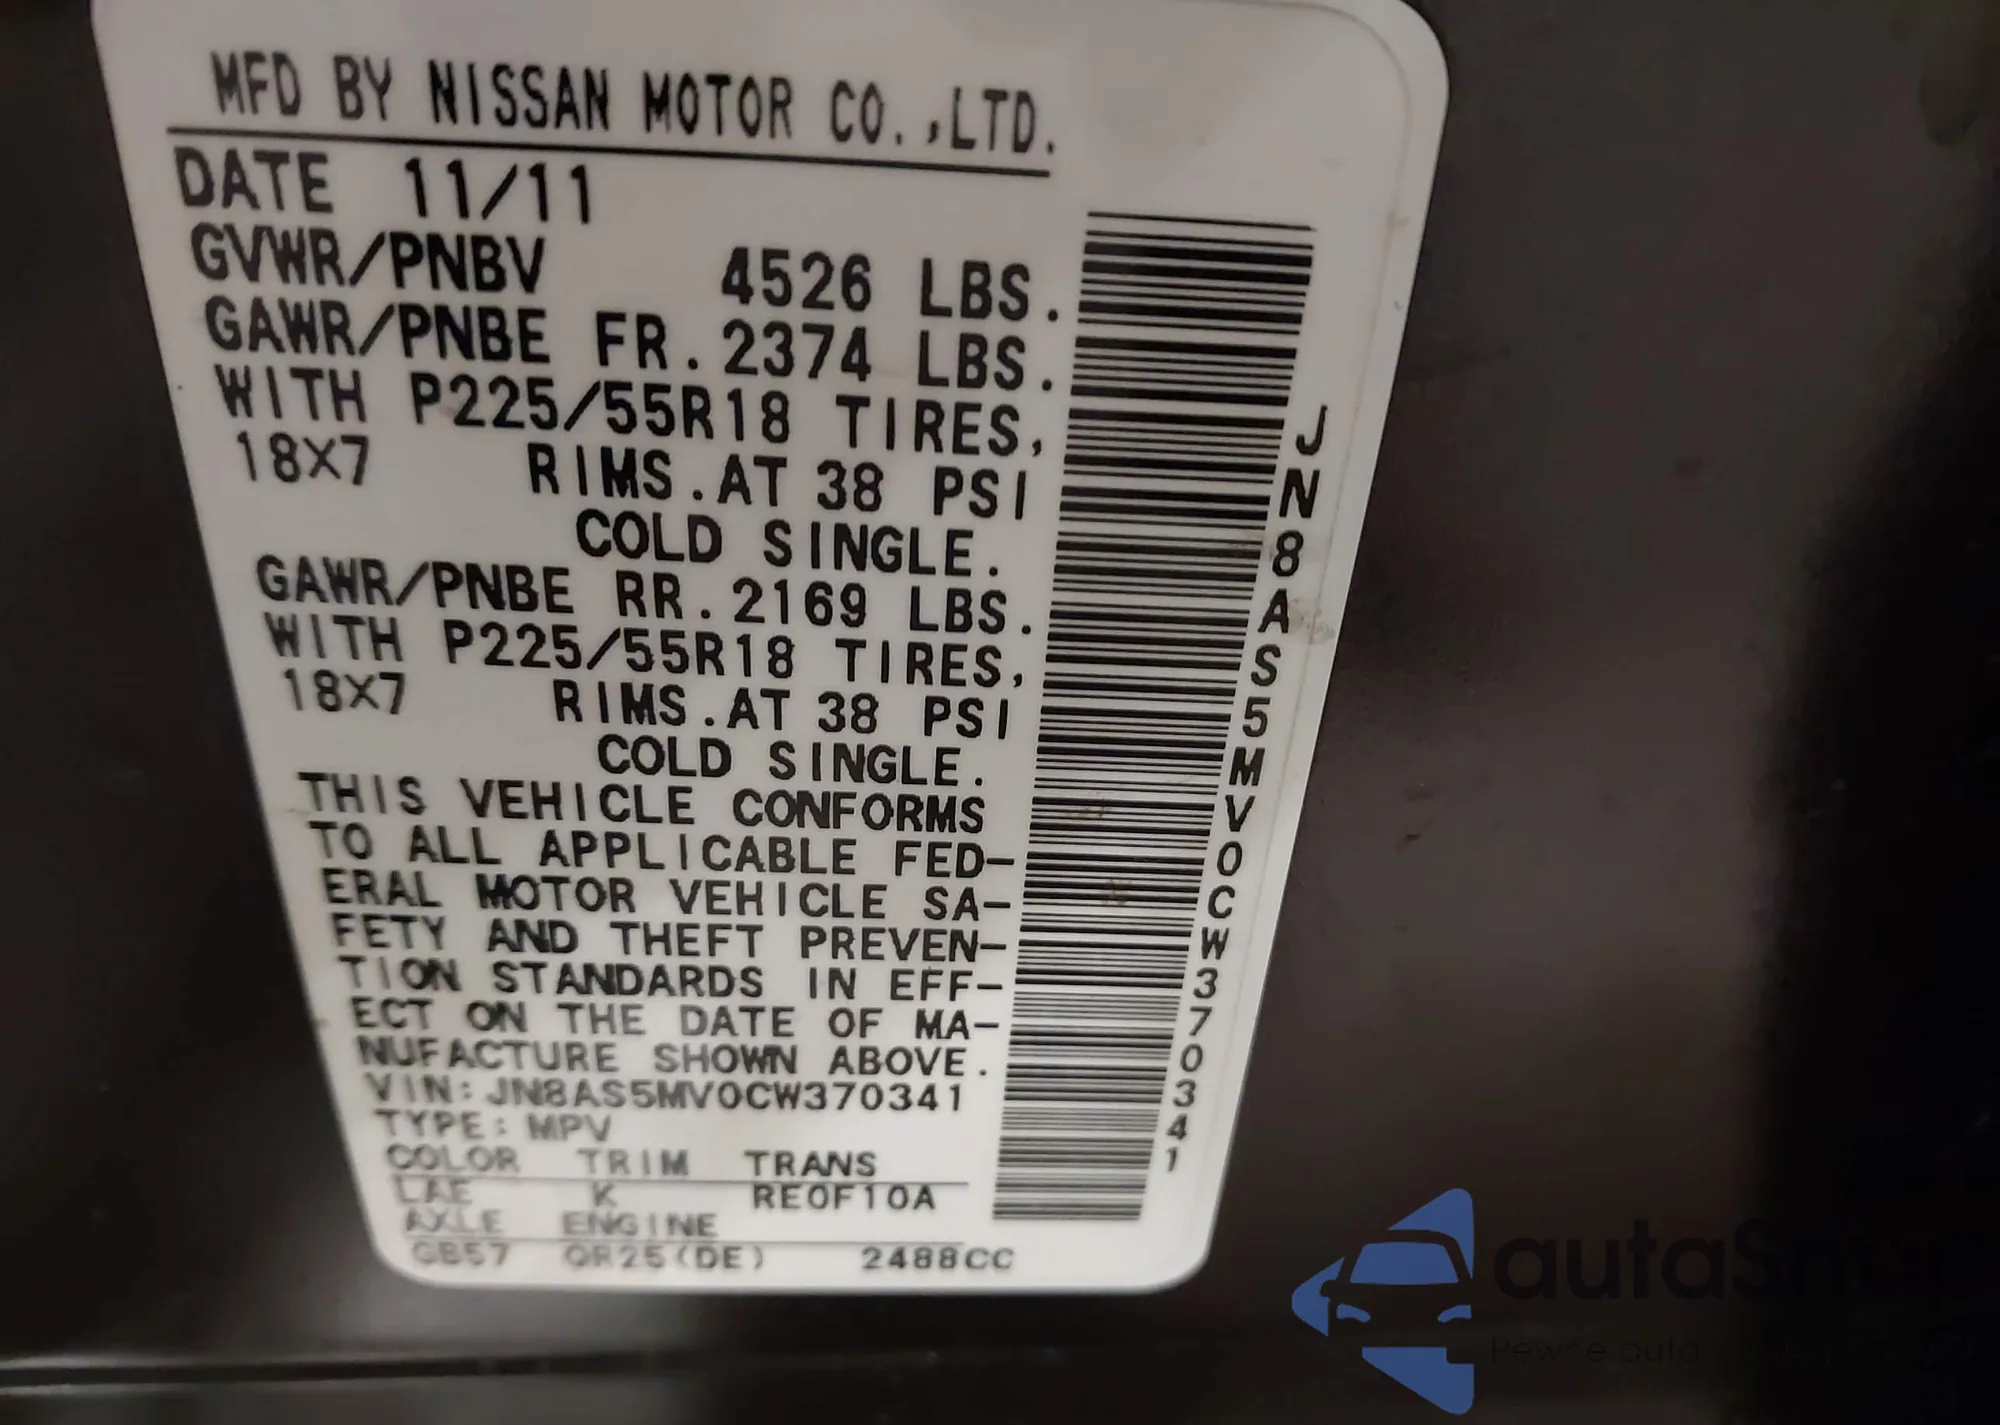 MFD BY NISSAN MOTOR CO.,LTD.
DATE 11/11
GVWR/PNBV 4526 LBS.
GAWR/PNBE FR.2374 LBS.
WITH P225/55R18 TIRES,
18X7 RIMS.AT 38 PSI
COLD SINGLE.
GAWR/PNBE RR.2169 LBS.
WITH P225/55R18 TIRES,
18X7 RIMS.AT 38 PSI
COLD SINGLE.
THIS VEHICLE CONFORMS
TO ALL APPLICABLE FED-
ERAL MOTOR VEHICLE SA-
FETY AND THEFT PREVEN-
TION STANDARDS IN EFF-
ECT ON THE DATE OF MA-
NUFACTURE SHOWN ABOVE.
VIN:JN8AS5MV0CW370341
TYPE:MPV
COLOR TRIM TRANS
LAE K RE0F10A
AXLE ENGINE
GB57 QR25(DE) 2488CC
JN8AS5MV0CW370341
Pewne auto